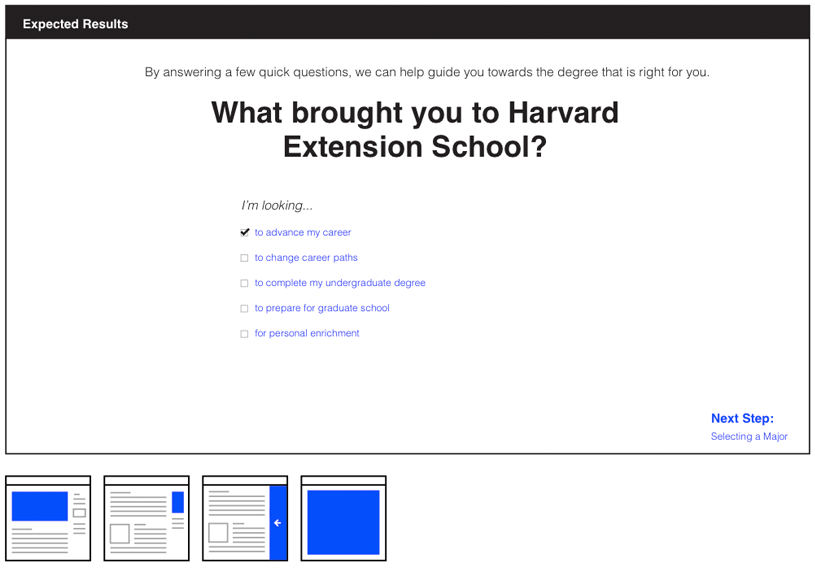 Expected Results
By answering a few quick questions, we can help guide you towards the degree that is right for you.
What brought you to Harvard
Extension School?
I'm looking...
to advance my career
to change career paths
to complete my undergraduate degree
to prepare for graduate school
for personal enrichment
Next Step:
Selecting a Major